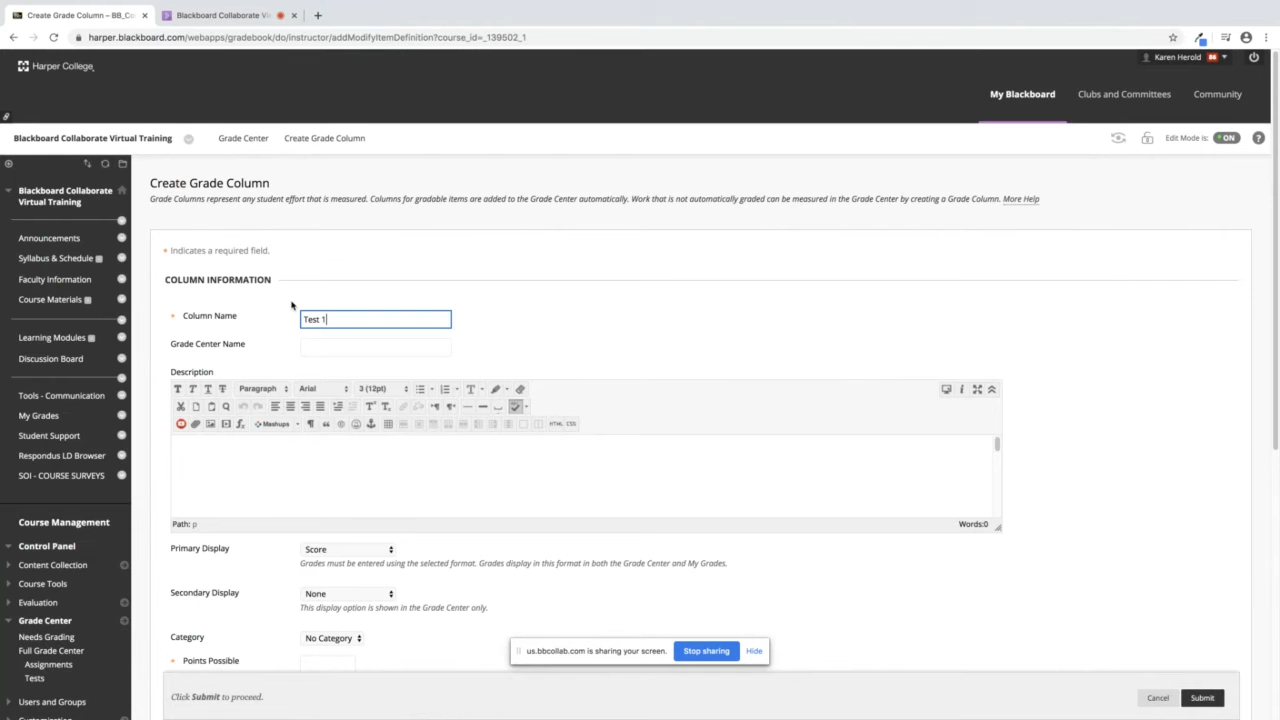 Create Grade Column – BB_Co
Blackboard Collaborate Vi
harper.blackboard.com/webapps/gradebook/do/instructor/addModifyItemDefinition?course_id=_139502_1
Harper College
Karen Herold
My Blackboard
Clubs and Committees
Community
Blackboard Collaborate Virtual Training
Grade Center
Create Grade Column
Edit Mode is:
ON
Blackboard Collaborate
Virtual Training
Announcements
Syllabus & Schedule
Faculty Information
Course Materials
Learning Modules
Discussion Board
Tools - Communication
My Grades
Student Support
Respondus LD Browser
SOI - COURSE SURVEYS
Course Management
Control Panel
Content Collection
Course Tools
Evaluation
Grade Center
Needs Grading
Full Grade Center
Assignments
Tests
Users and Groups
Customization
Create Grade Column
Grade Columns represent any student effort that is measured. Columns for gradable items are added to the Grade Center automatically. Work that is not automatically graded can be measured in the Grade Center by creating a Grade Column. More Help
* Indicates a required field.
COLUMN INFORMATION
* Column Name
Test 1
Grade Center Name
Description
T T T T Paragraph Arial 3 (12pt)
Mashups
HTML CSS
Path: p
Words:0
Primary Display
Score
Grades must be entered using the selected format. Grades display in this format in both the Grade Center and My Grades.
Secondary Display
None
This display option is shown in the Grade Center only.
Category
No Category
* Points Possible
us.bbcollab.com is sharing your screen.
Stop sharing
Hide
Click Submit to proceed.
Cancel
Submit